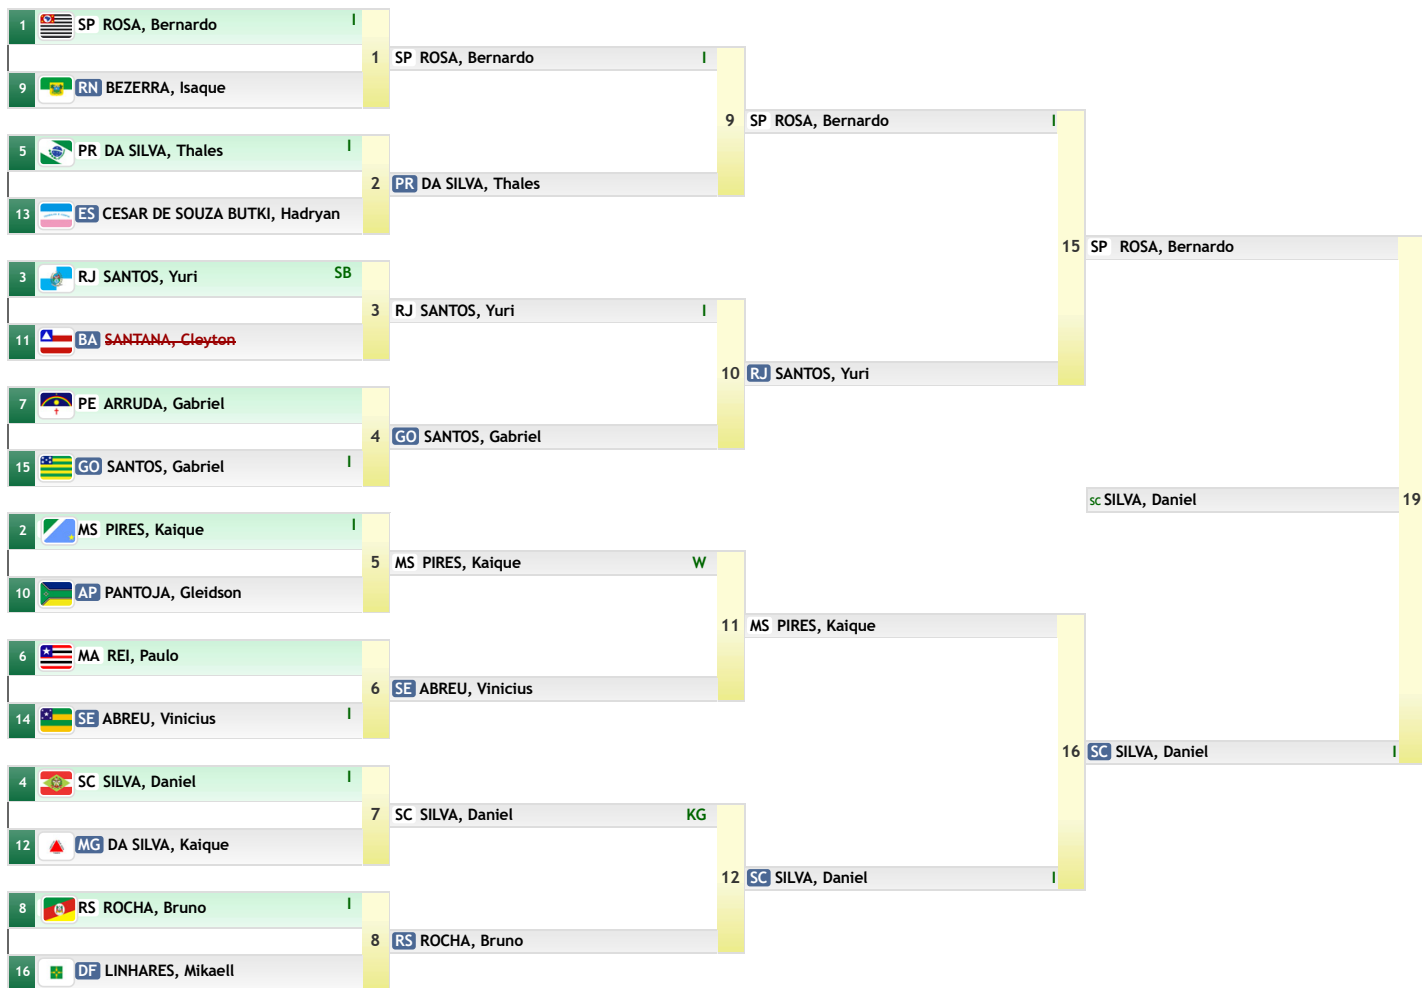 1 SP ROSA, Bernardo I
9 RN BEZERRA, Isaque
1
5 PR DA SILVA, Thales I
13 ES CESAR DE SOUZA BUTKI, Hadryan
2
3 RJ SANTOS, Yuri SB
11 BA SANTANA, Cleyton
3
7 PE ARRUDA, Gabriel
15 GO SANTOS, Gabriel I
4
2 MS PIRES, Kaique I
10 AP PANTOJA, Gleidson
5
6 MA REI, Paulo
14 SE ABREU, Vinicius I
6
4 SC SILVA, Daniel I
12 MG DA SILVA, Kaique
7
8 RS ROCHA, Bruno I
16 DF LINHARES, Mikaell
8
SP ROSA, Bernardo I
PR DA SILVA, Thales
9
RJ SANTOS, Yuri I
GO SANTOS, Gabriel
10
MS PIRES, Kaique W
SE ABREU, Vinicius
11
SC SILVA, Daniel KG
RS ROCHA, Bruno
12
SP ROSA, Bernardo I
RJ SANTOS, Yuri
15
MS PIRES, Kaique
SC SILVA, Daniel I
16
SP ROSA, Bernardo
SC SILVA, Daniel
19
SC SILVA, Daniel I